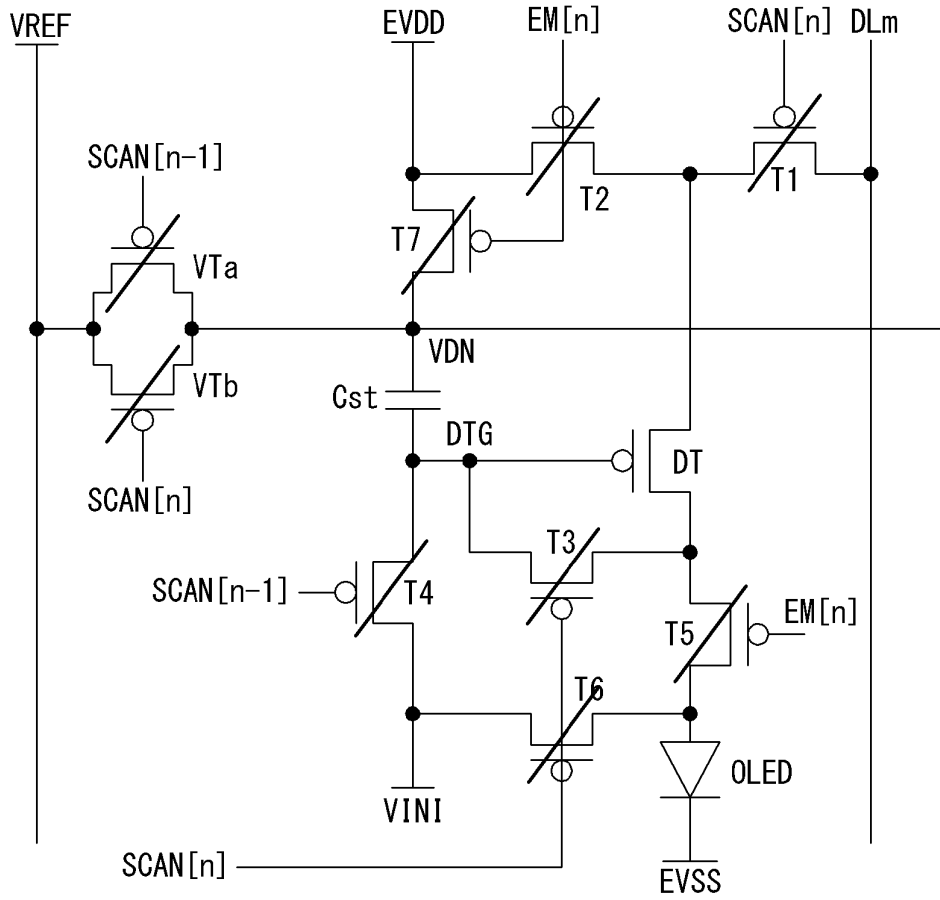 VREF
EVDD
EM[n]
SCAN[n]
DLm
SCAN[n-1]
T2
T1
T7
VTa
VDN
VTb
Cst
DTG
DT
SCAN[n]
T3
SCAN[n-1]
T4
T5
EM[n]
T6
OLED
VINI
SCAN[n]
EVSS